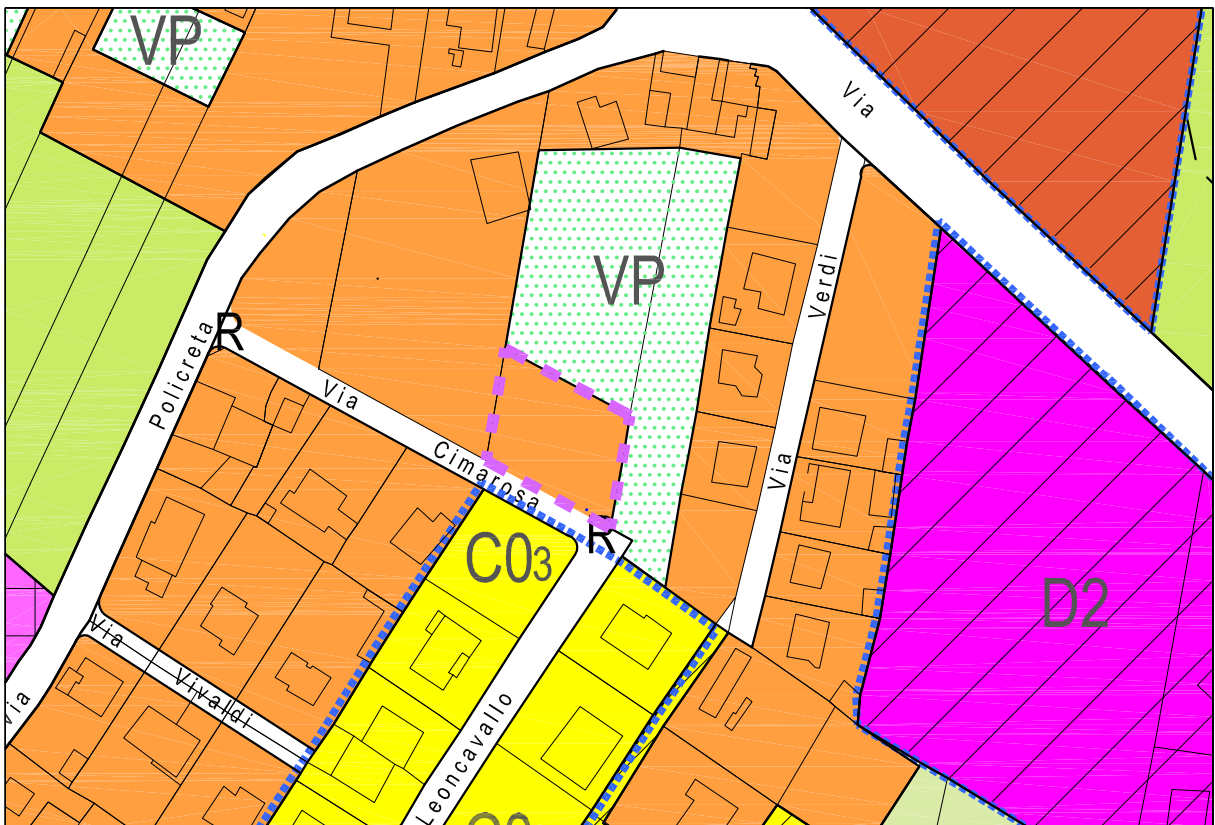 VP
Via
VP
Verdi
R
Policreta
Via
Cimarosa
Via
R
C03
D2
Via
Vivaldi
Via
Leoncavallo